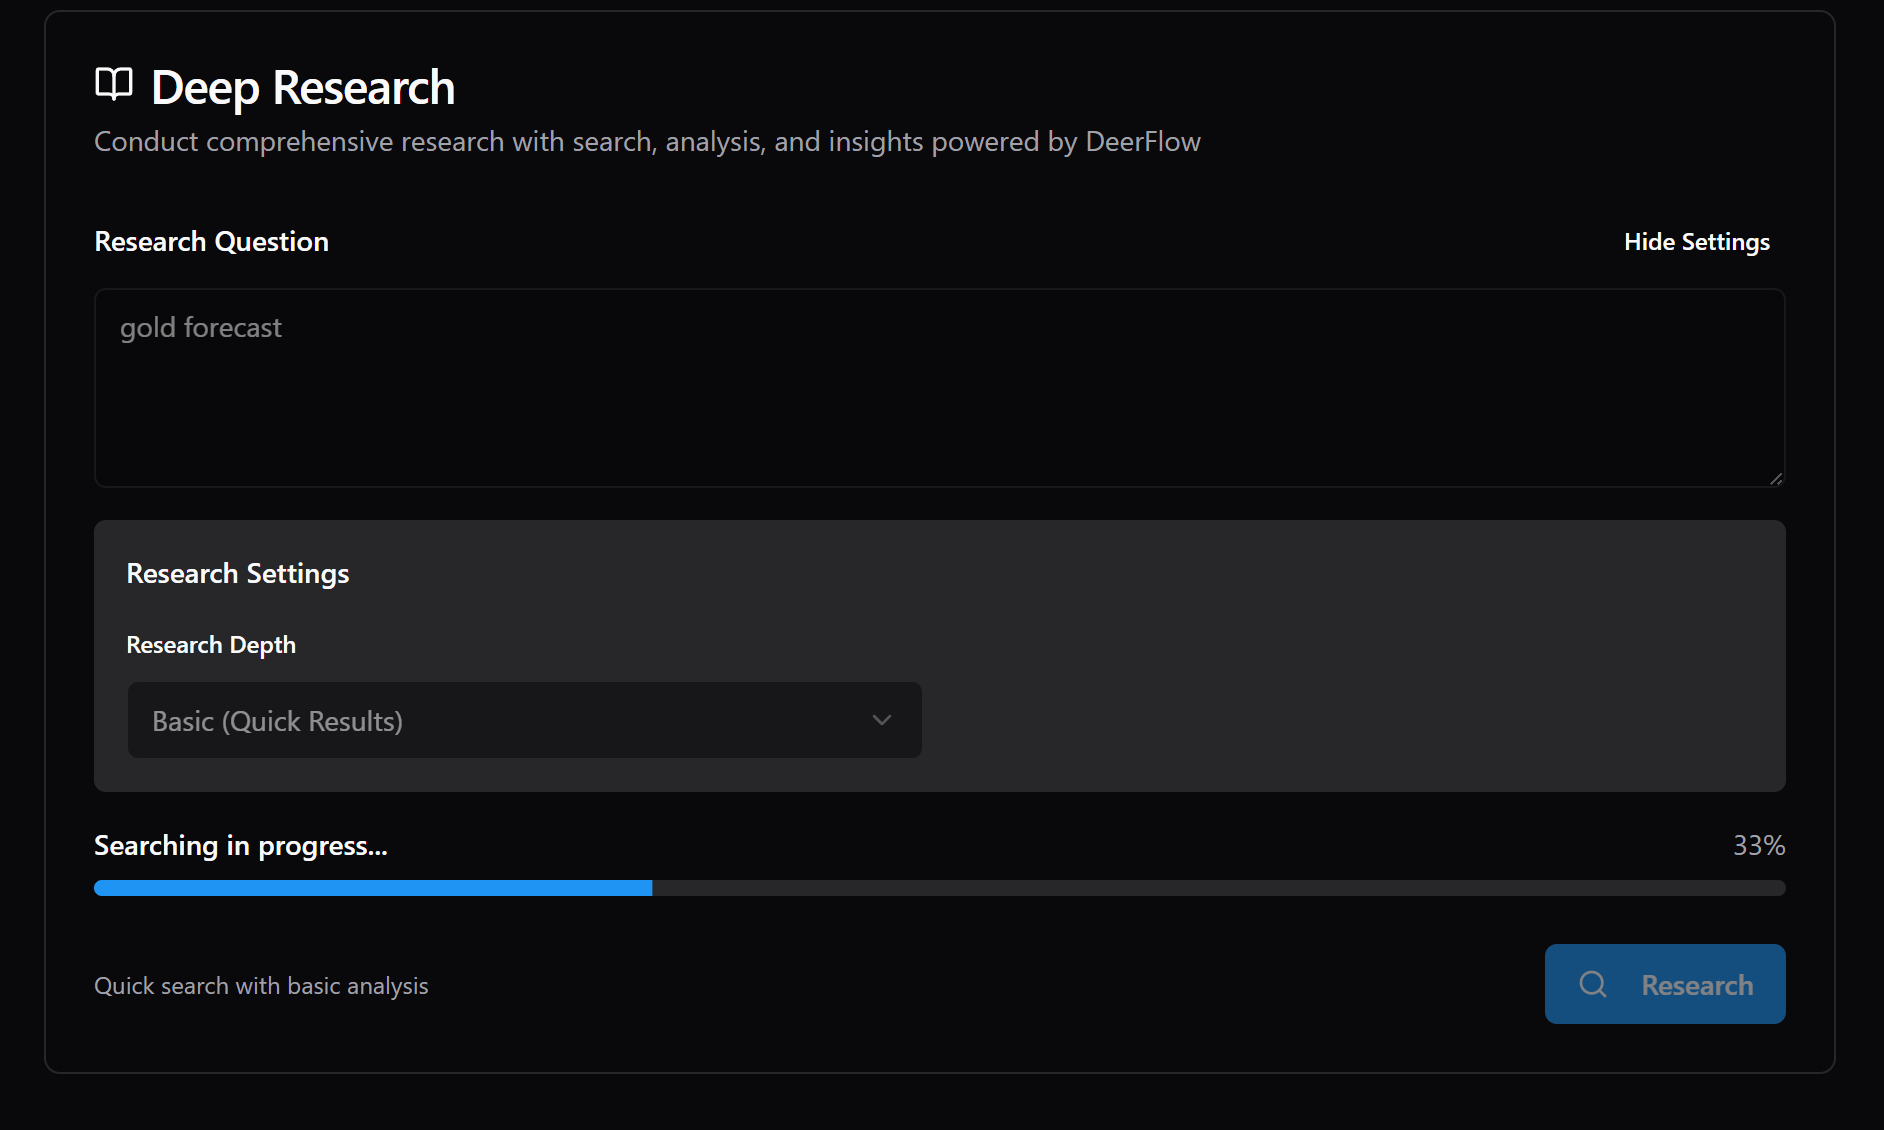 Deep Research
Conduct comprehensive research with search, analysis, and insights powered by DeerFlow
Research Question
Hide Settings
gold forecast
Research Settings
Research Depth
Basic (Quick Results)
Searching in progress...
33%
Quick search with basic analysis
Research